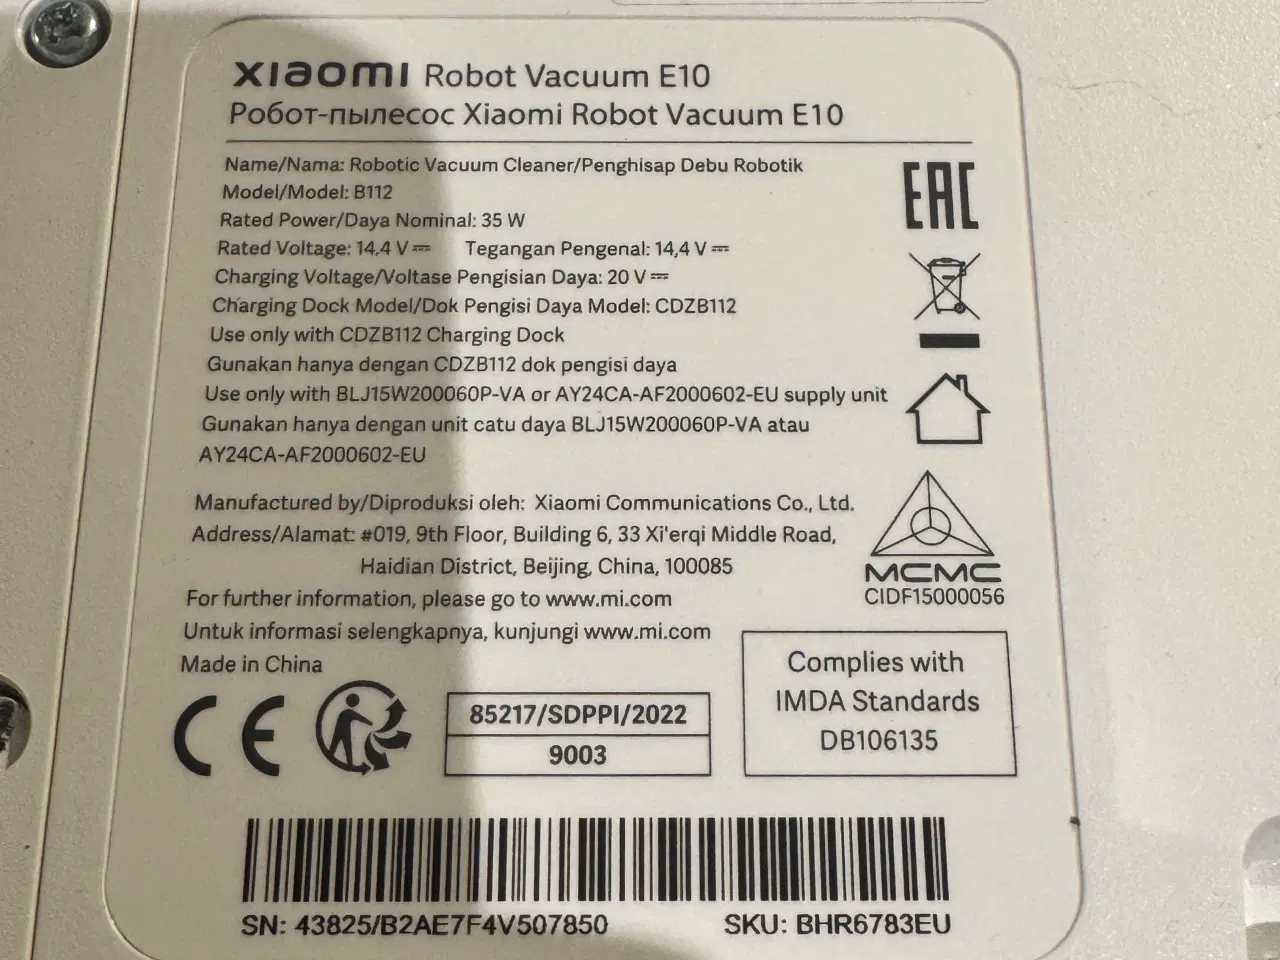 xiaomi Robot Vacuum E10
Робот-пылесос Xiaomi Robot Vacuum E10
Name/Nama: Robotic Vacuum Cleaner/Penghisap Debu Robotik
Model/Model: B112
Rated Power/Daya Nominal: 35 W
Rated Voltage: 14.4 V⎓ Tegangan Pengenal: 14,4 V⎓
Charging Voltage/Voltase Pengisian Daya: 20 V⎓
Charging Dock Model/Dok Pengisi Daya Model: CDZB112
Use only with CDZB112 Charging Dock
Gunakan hanya dengan CDZB112 dok pengisi daya
Use only with BLJ15W200060P-VA or AY24CA-AF2000602-EU supply unit
Gunakan hanya dengan unit catu daya BLJ15W200060P-VA atau
AY24CA-AF2000602-EU
Manufactured by/Diproduksi oleh: Xiaomi Communications Co., Ltd.
Address/Alamat: #019, 9th Floor, Building 6, 33 Xi'erqi Middle Road,
Haidian District, Beijing, China, 100085
For further information, please go to www.mi.com
Untuk informasi selengkapnya, kunjungi www.mi.com
Made in China
EAC
MCMC
CIDF15000056
CE
85217/SDPPI/2022
9003
Complies with
IMDA Standards
DB106135
SN: 43825/B2AE7F4V507850 SKU: BHR6783EU